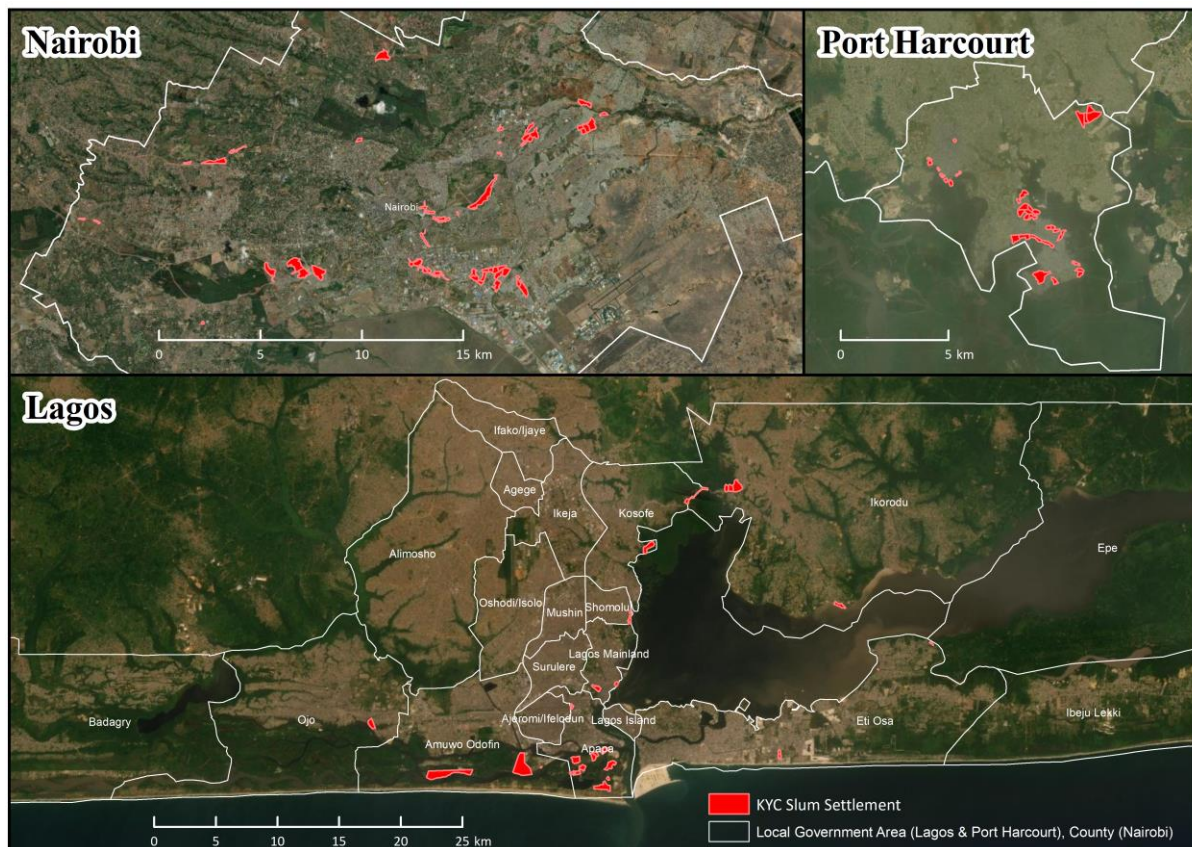 Nairobi
Nairobi
0 5 10 15 km
Port Harcourt
0 5 km
Lagos
Ifako/Ijaye
Agege
Ikeja
Kosofe
Ikorodu
Alimosho
Epe
Oshodi/Isolo
Mushin
Shomolu
Surulere
Lagos Mainland
Badagry
Ojo
Ajeromi/Ifelodun
Lagos Island
Eti Osa
Ibeju Lekki
Amuwo Odofin
Apapa
KYC Slum Settlement
0 5 10 15 20 25 km
Local Government Area (Lagos & Port Harcourt), County (Nairobi)